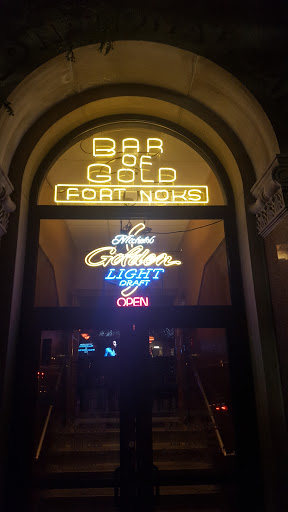 BAR
OF
GOLD
FORT NOKS
Michelob
Golden
LIGHT
DRAFT
OPEN